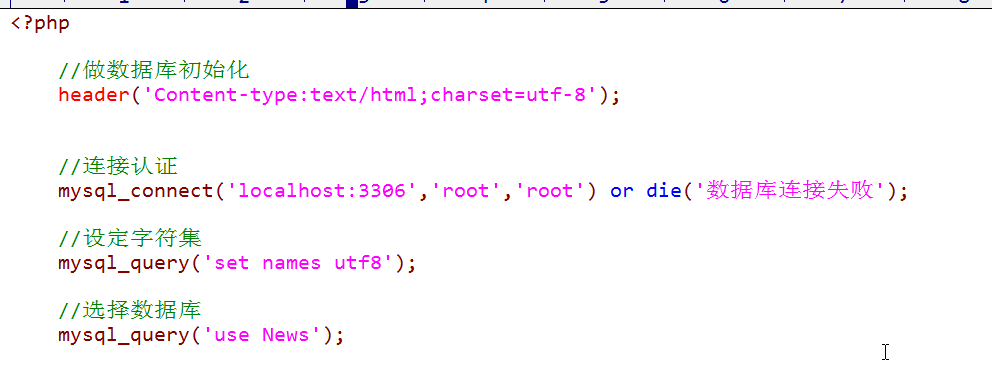 <?php
//做数据库初始化
header('Content-type:text/html;charset=utf-8');
//连接认证
mysql_connect('localhost:3306','root','root') or die('数据库连接失败');
//设定字符集
mysql_query('set names utf8');
//选择数据库
mysql_query('use News');